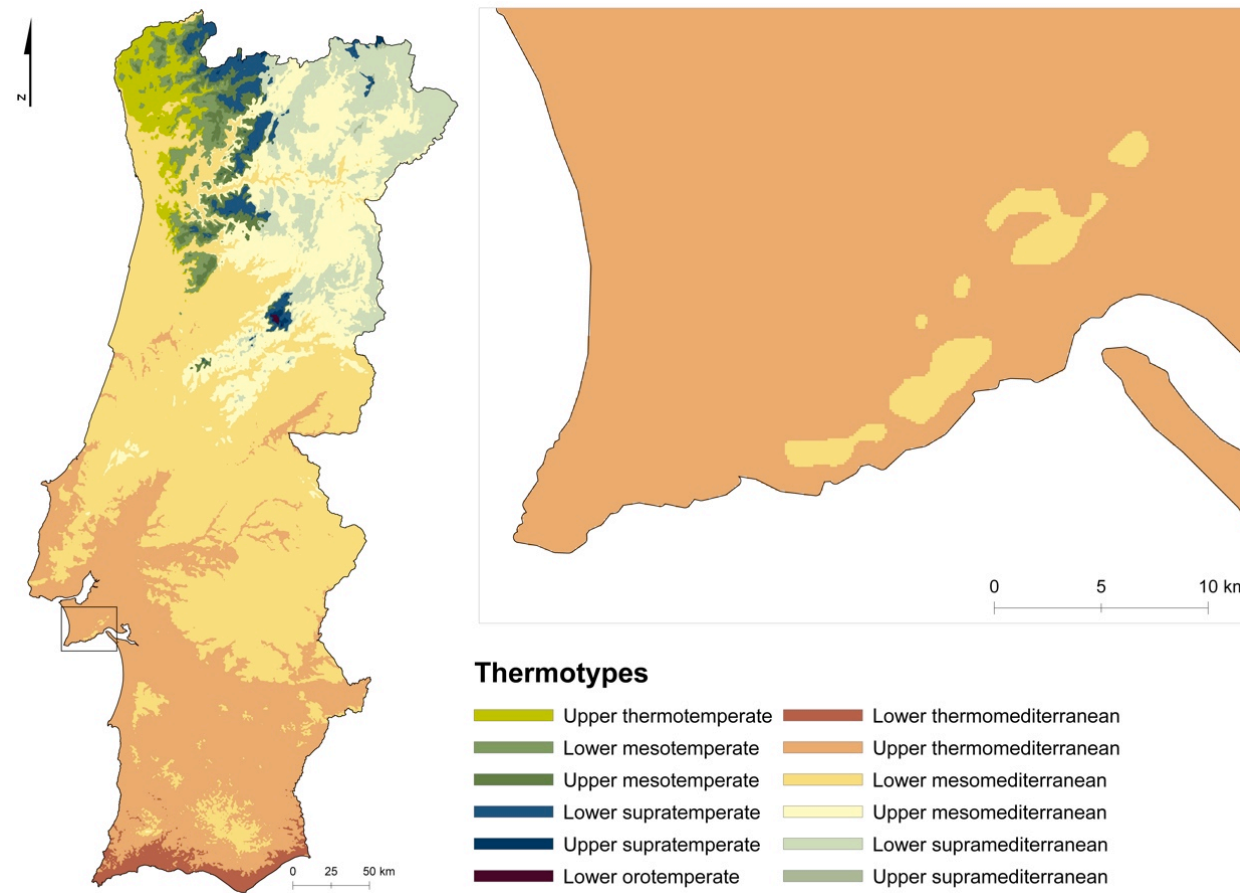 z
0 5 10 km
Thermotypes
Upper thermotemperate Lower thermomediterranean
Lower mesotemperate Upper thermomediterranean
Upper mesotemperate Lower mesomediterranean
Lower supratemperate Upper mesomediterranean
Upper supratemperate Lower supramediterranean
Lower orotemperate Upper supramediterranean
0 25 50 km